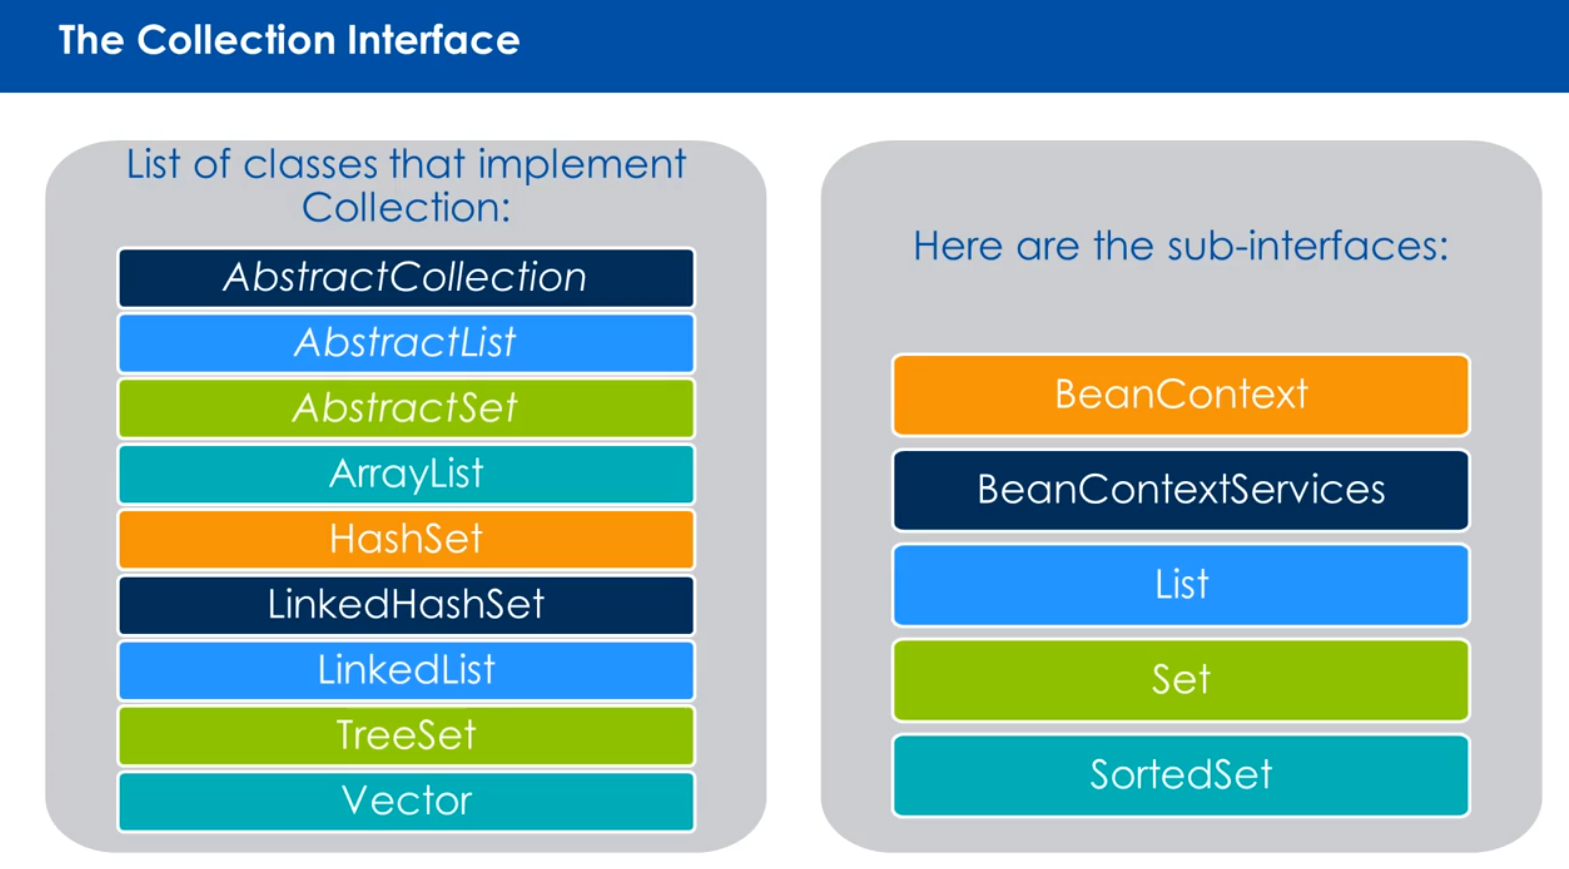 The Collection Interface
List of classes that implement
Collection:
AbstractCollection
AbstractList
AbstractSet
ArrayList
HashSet
LinkedHashSet
LinkedList
TreeSet
Vector
Here are the sub-interfaces:
BeanContext
BeanContextServices
List
Set
SortedSet